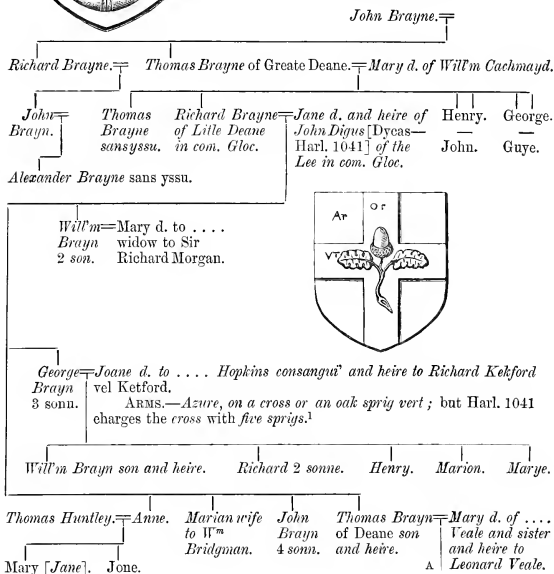 John Brayne.
Richard Brayne. Thomas Brayne of Greate Deane. Mary d. of Will'm Cachmayd.
John Thomas Richard Brayne Jane d. and heire of Henry. George.
Brayn. Brayne of Litle Deane John Digus [Dycas— — —
sans yssu. in com. Gloc. Harl. 1041] of the John. Guye.
Lee in com. Gloc.
Alexander Brayne sans yssu.
Will'm Mary d. to ....
Brayn widow to Sir
2 son. Richard Morgan.
Ar Or
VT
George Joane d. to .... Hopkins consangui' and heire to Richard Kekford
Brayn vel Ketford.
3 sonn. ARMS.—Azure, on a cross or an oak sprig vert; but Harl. 1041
charges the cross with five sprigs.1
Will'm Brayn son and heire. Richard 2 sonne. Henry. Marion. Marye.
Thomas Huntley. Anne. Marian wife John Thomas Brayn Mary d. of ....
to Wm Brayn of Deane son Veale and sister
Bridgman. 4 sonn. and heire. and heire to
Mary [Jane]. Jone. A Leonard Veale.